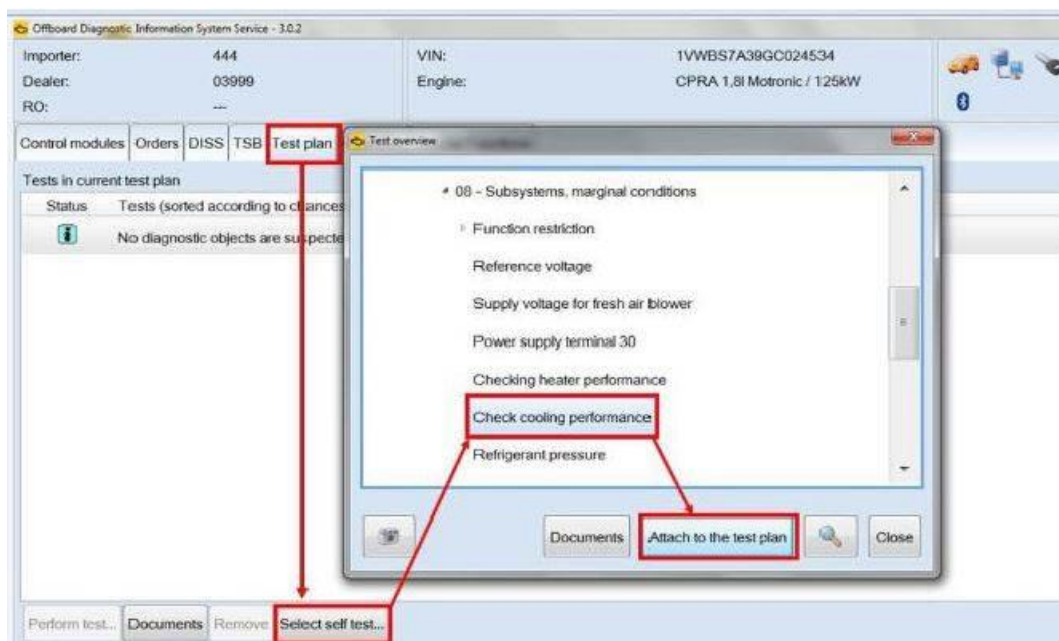 Offboard Diagnostic Information System Service - 3.0.2
Importer: 444 VIN: 1VWBS7A39GC024534
Dealer: 03999 Engine: CPRA 1,8l Motronic / 125kW
RO: ---
Control modules Orders DISS TSB Test plan
Test overview
Tests in current test plan
Status Tests (sorted according to chances
No diagnostic objects are suspecte
08 - Subsystems, marginal conditions
Function restriction
Reference voltage
Supply voltage for fresh air blower
Power supply terminal 30
Checking heater performance
Check cooling performance
Refrigerant pressure
Documents Attach to the test plan Close
Perform test... Documents Remove Select self test...